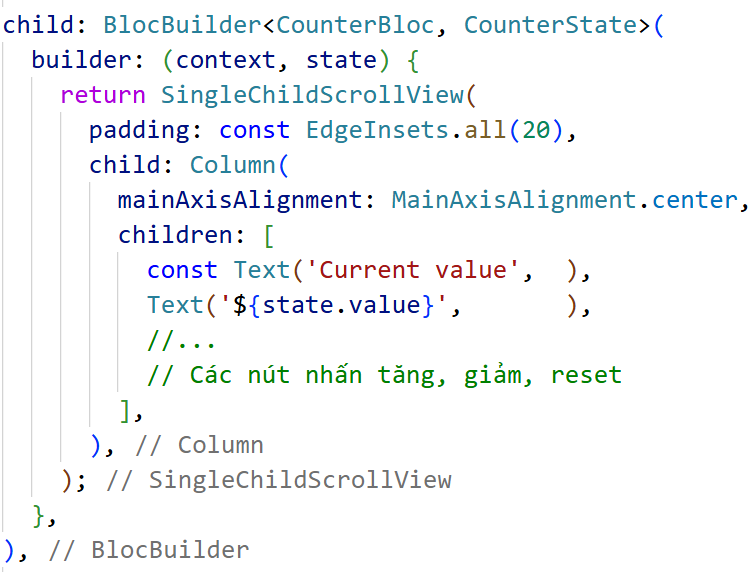 child: BlocBuilder<CounterBloc, CounterState>(
  builder: (context, state) {
    return SingleChildScrollView(
      padding: const EdgeInsets.all(20),
      child: Column(
        mainAxisAlignment: MainAxisAlignment.center,
        children: [
          const Text('Current value',  ),
          Text('${state.value}',       ),
          //...
          // Các nút nhấn tăng, giảm, reset
        ],
      ), // Column
    ); // SingleChildScrollView
  },
), // BlocBuilder